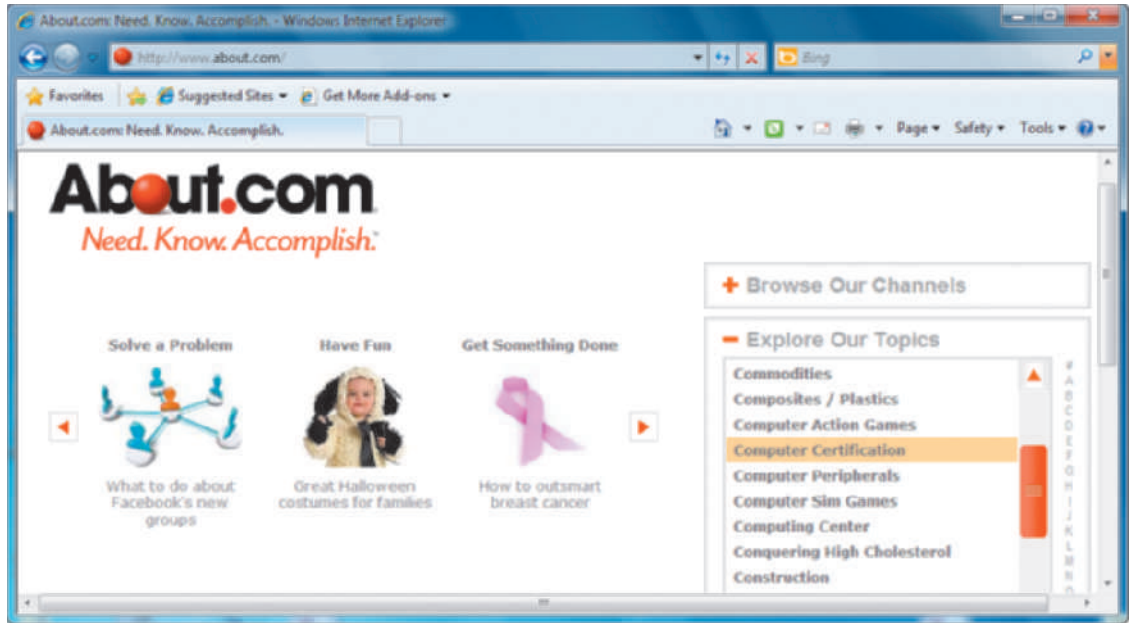 About.com: Need. Know. Accomplish. - Windows Internet Explorer
http://www.about.com/
Bing
Favorites Suggested Sites Get More Add-ons
About.com: Need. Know. Accomplish.
Page Safety Tools
About.com
Need. Know. Accomplish.™
Browse Our Channels
Explore Our Topics
Solve a Problem
Have Fun
Get Something Done
What to do about
Facebook's new
groups
Great Halloween
costumes for families
How to outsmart
breast cancer
Commodities
Composites / Plastics
Computer Action Games
Computer Certification
Computer Peripherals
Computer Sim Games
Computing Center
Conquering High Cholesterol
Construction
#
A
B
C
D
E
F
G
H
I
J
K
L
M
N